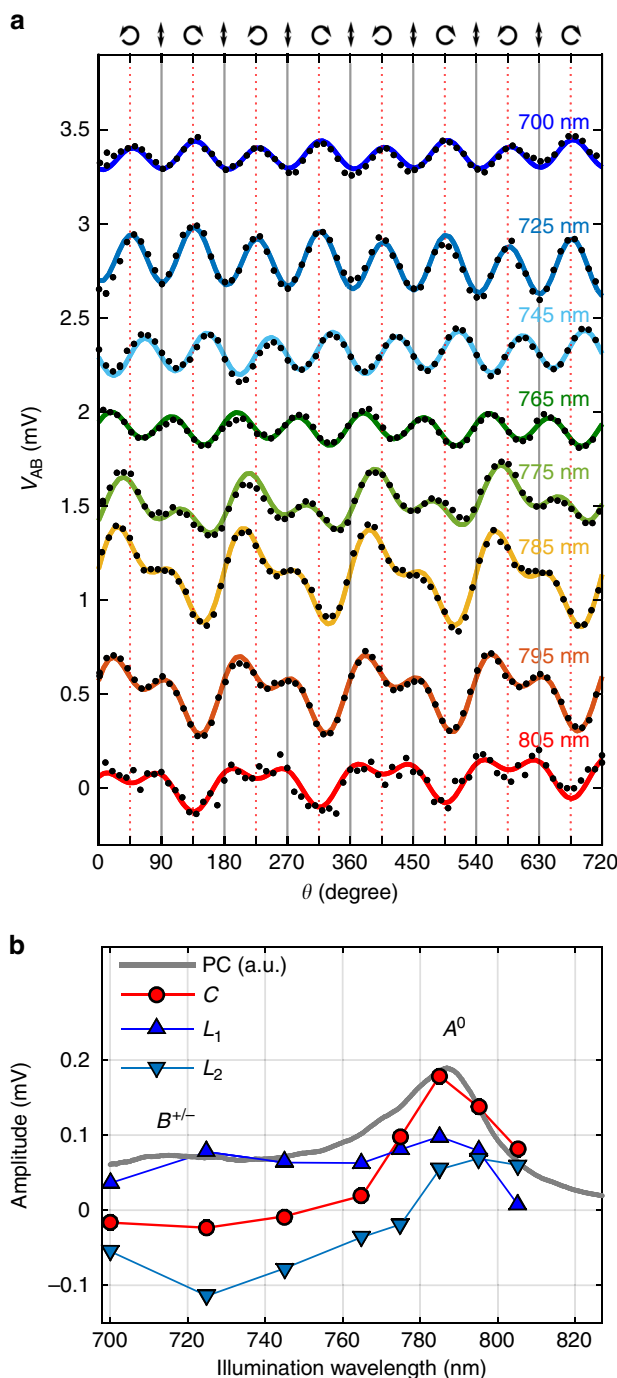 a
700 nm
725 nm
745 nm
765 nm
775 nm
785 nm
795 nm
805 nm
3.5
3
2.5
2
1.5
1
0.5
0
V_AB (mV)
0 90 180 270 360 450 540 630 720
θ (degree)
b
PC (a.u.)
C
L₁
L₂
A⁰
B⁺/⁻
0.2
0.1
0
–0.1
Amplitude (mV)
700 720 740 760 780 800 820
Illumination wavelength (nm)